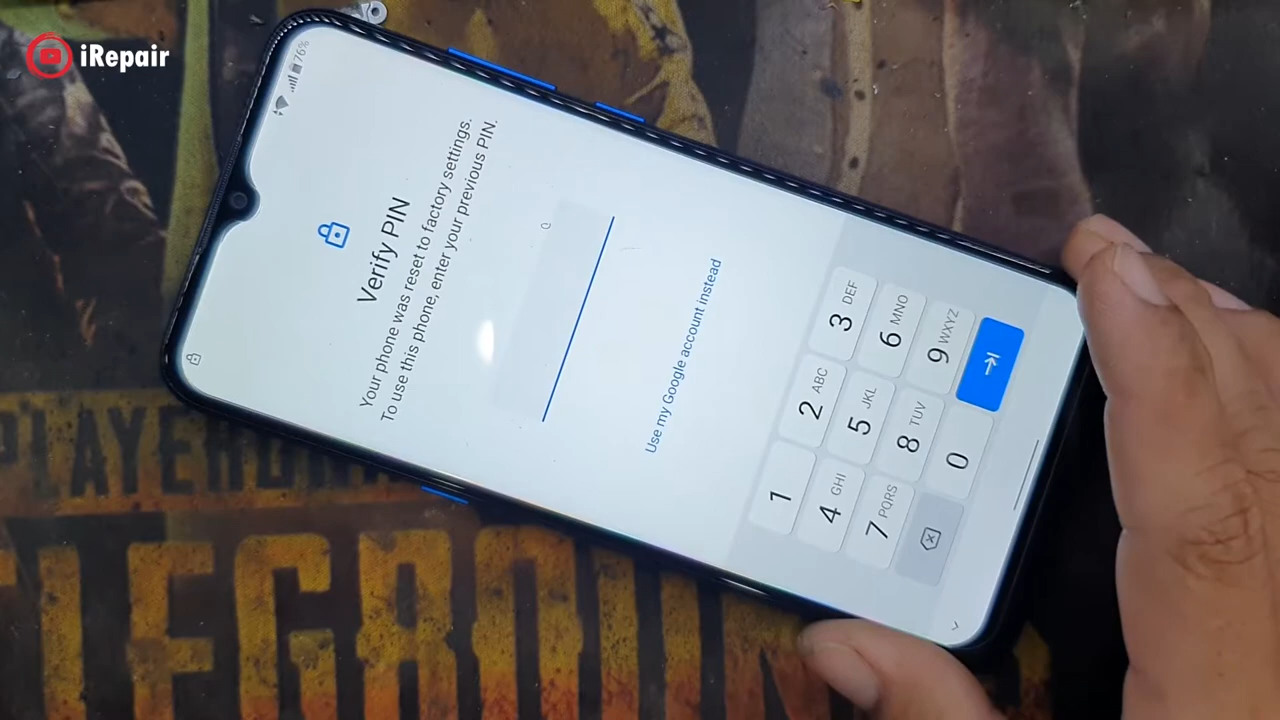 iRepair
76%
Verify PIN
Your phone was reset to factory settings.
To use this phone, enter your previous PIN.
Use my Google account instead
1
2 ABC
3 DEF
4 GHI
5 JKL
6 MNO
7 PQRS
8 TUV
9 WXYZ
0
PLAYER